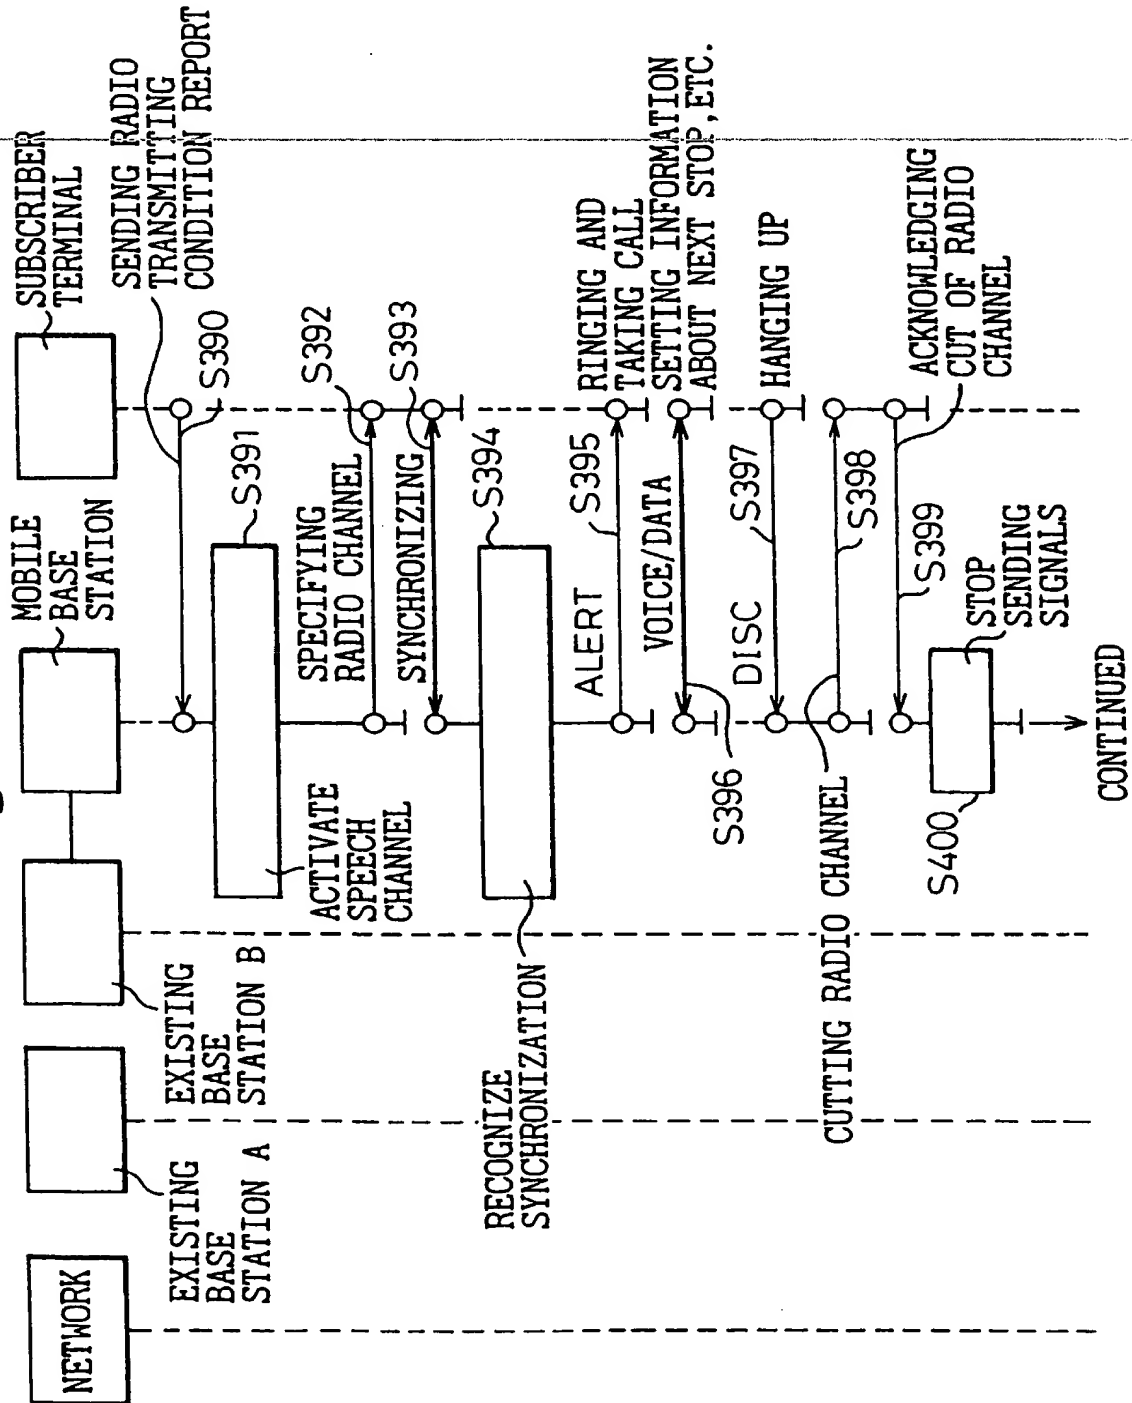 NETWORK
EXISTING
BASE
STATION A
EXISTING
BASE
STATION B
MOBILE
BASE
STATION
SUBSCRIBER
TERMINAL
SENDING RADIO
TRANSMITTING
CONDITION REPORT
S390
S391
ACTIVATE
SPEECH
CHANNEL
SPECIFYING
RADIO CHANNEL
S392
SYNCHRONIZING
S393
S394
RECOGNIZE
SYNCHRONIZATION
ALERT
S395
RINGING AND
TAKING CALL
VOICE/DATA
S396
SETTING INFORMATION
ABOUT NEXT STOP, ETC.
DISC
S397
HANGING UP
CUTTING RADIO CHANNEL
S398
S399
ACKNOWLEDGING
CUT OF RADIO
CHANNEL
S400
STOP
SENDING
SIGNALS
CONTINUED